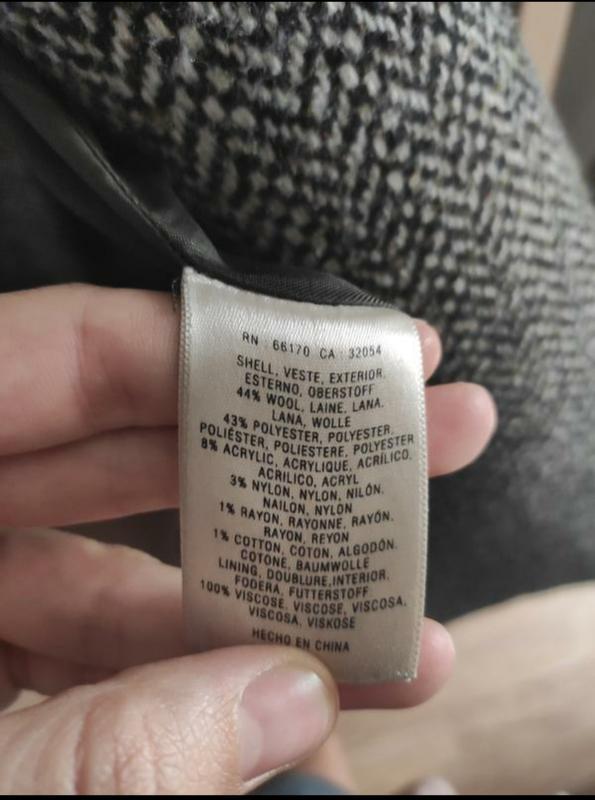 RN : 66170 CA : 32054
SHELL, VESTE, EXTERIOR.
ESTERNO, OBERSTOFF
44% WOOL, LAINE, LANA.
LANA, WOLLE
43% POLYESTER, POLYESTER,
POLIÉSTER, POLIESTERE, POLYESTER
8% ACRYLIC, ACRYLIQUE, ACRÍLICO.
ACRILICO, ACRYL
3% NYLON, NYLON, NILÓN.
NAILON, NYLON
1% RAYON, RAYONNE, RAYÓN.
RAYON, REYON
1% COTTON, COTON, ALGODÓN.
COTONE, BAUMWOLLE
LINING, DOUBLURE, INTERIOR.
FODERA, FUTTERSTOFF
100% VISCOSE, VISCOSE, VISCOSA.
VISCOSA, VISKOSE
HECHO EN CHINA